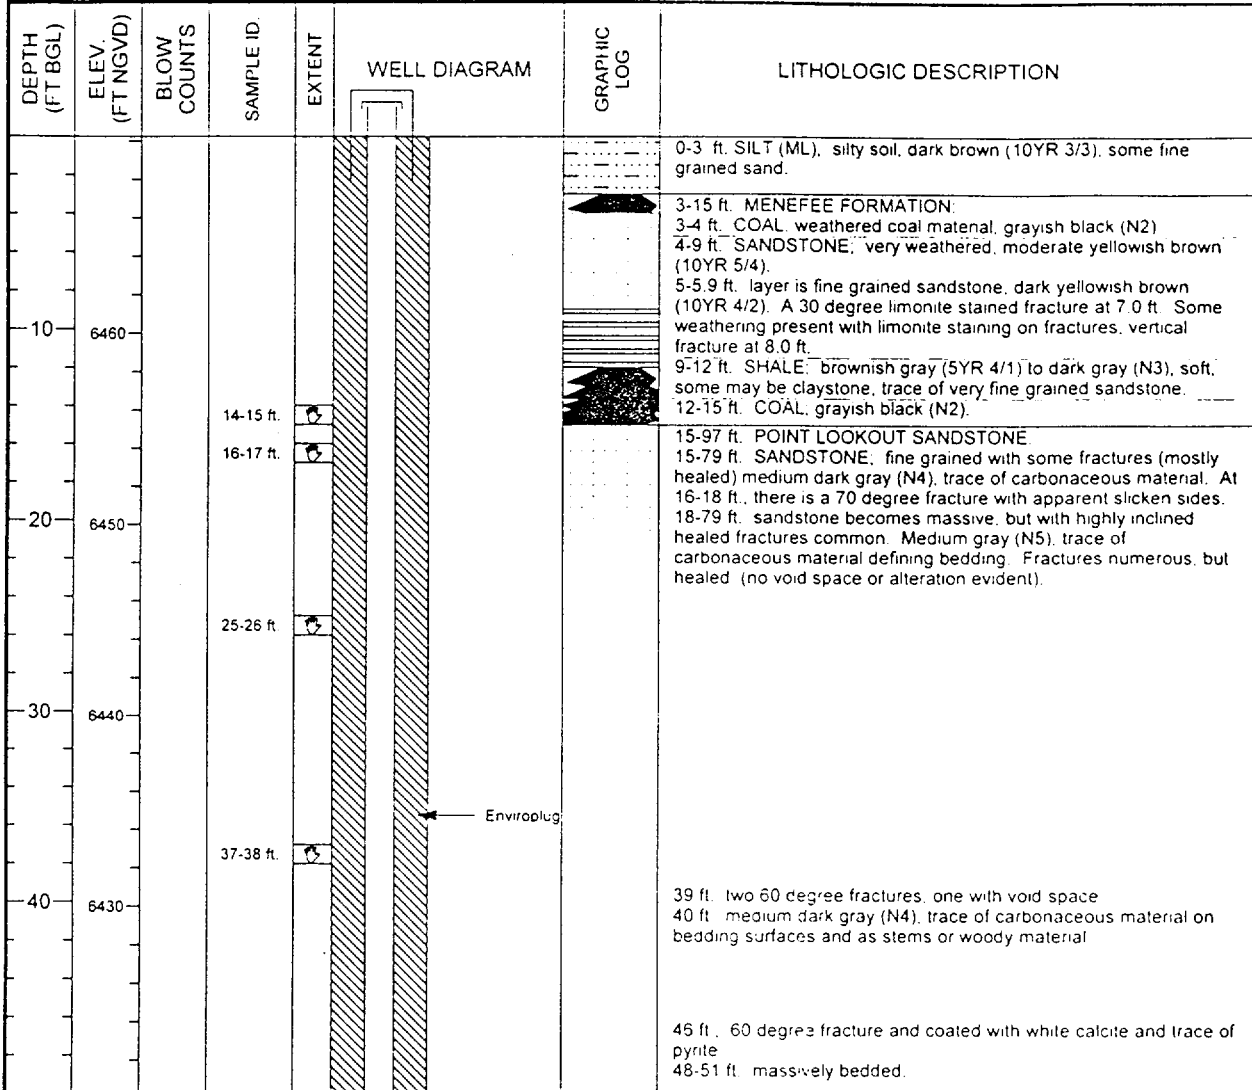 DEPTH
(FT BGL)
ELEV.
(FT NGVD)
BLOW
COUNTS
SAMPLE ID.
EXTENT
WELL DIAGRAM
GRAPHIC
LOG
LITHOLOGIC DESCRIPTION
0-3 ft. SILT (ML), silty soil, dark brown (10YR 3/3), some fine
grained sand.
3-15 ft. MENEFEE FORMATION:
3-4 ft. COAL, weathered coal material, grayish black (N2)
4-9 ft. SANDSTONE; very weathered, moderate yellowish brown
(10YR 5/4).
5-5.9 ft. layer is fine grained sandstone, dark yellowish brown
(10YR 4/2). A 30 degree limonite stained fracture at 7.0 ft. Some
weathering present with limonite staining on fractures, vertical
fracture at 8.0 ft.
10
6460
9-12 ft. SHALE; brownish gray (5YR 4/1) to dark gray (N3), soft,
some may be claystone, trace of very fine grained sandstone.
12-15 ft. COAL; grayish black (N2).
14-15 ft.
16-17 ft.
15-97 ft. POINT LOOKOUT SANDSTONE
15-79 ft. SANDSTONE; fine grained with some fractures (mostly
healed) medium dark gray (N4), trace of carbonaceous material. At
16-18 ft., there is a 70 degree fracture with apparent slicken sides.
18-79 ft. sandstone becomes massive, but with highly inclined
healed fractures common. Medium gray (N5), trace of
carbonaceous material defining bedding. Fractures numerous, but
healed (no void space or alteration evident).
20
6450
25-26 ft.
30
6440
Enviroplug
37-38 ft.
40
6430
39 ft. two 60 degree fractures, one with void space
40 ft. medium dark gray (N4), trace of carbonaceous material on
bedding surfaces and as stems or woody material
46 ft., 60 degree fracture and coated with white calcite and trace of
pyrite
48-51 ft. massively bedded.